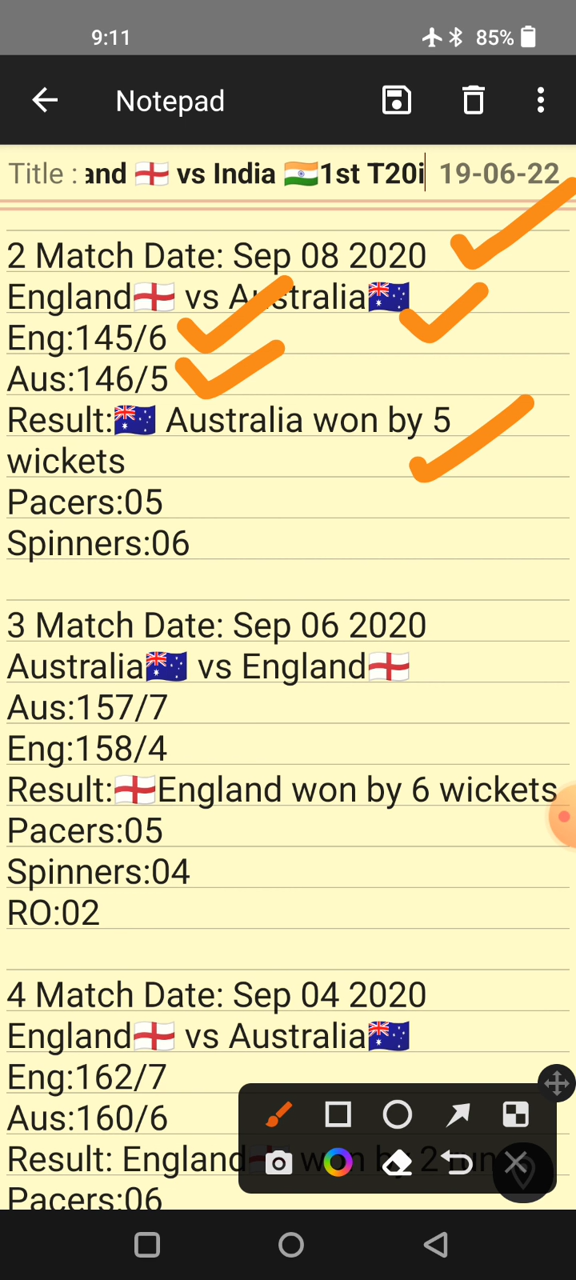 9:11 85%
Notepad
Title : and 🏴󠁧󠁢󠁥󠁮󠁧󠁿 vs India 🇮🇳1st T20i 19-06-22
2 Match Date: Sep 08 2020
England🏴󠁧󠁢󠁥󠁮󠁧󠁿 vs Australia🇦🇺
Eng:145/6
Aus:146/5
Result:🇦🇺 Australia won by 5
wickets
Pacers:05
Spinners:06
3 Match Date: Sep 06 2020
Australia🇦🇺 vs England🏴󠁧󠁢󠁥󠁮󠁧󠁿
Aus:157/7
Eng:158/4
Result:🏴󠁧󠁢󠁥󠁮󠁧󠁿England won by 6 wickets
Pacers:05
Spinners:04
RO:02
4 Match Date: Sep 04 2020
England🏴󠁧󠁢󠁥󠁮󠁧󠁿 vs Australia🇦🇺
Eng:162/7
Aus:160/6
Result: England🏴󠁧󠁢󠁥󠁮󠁧󠁿 won by 2 run
Pacers:06